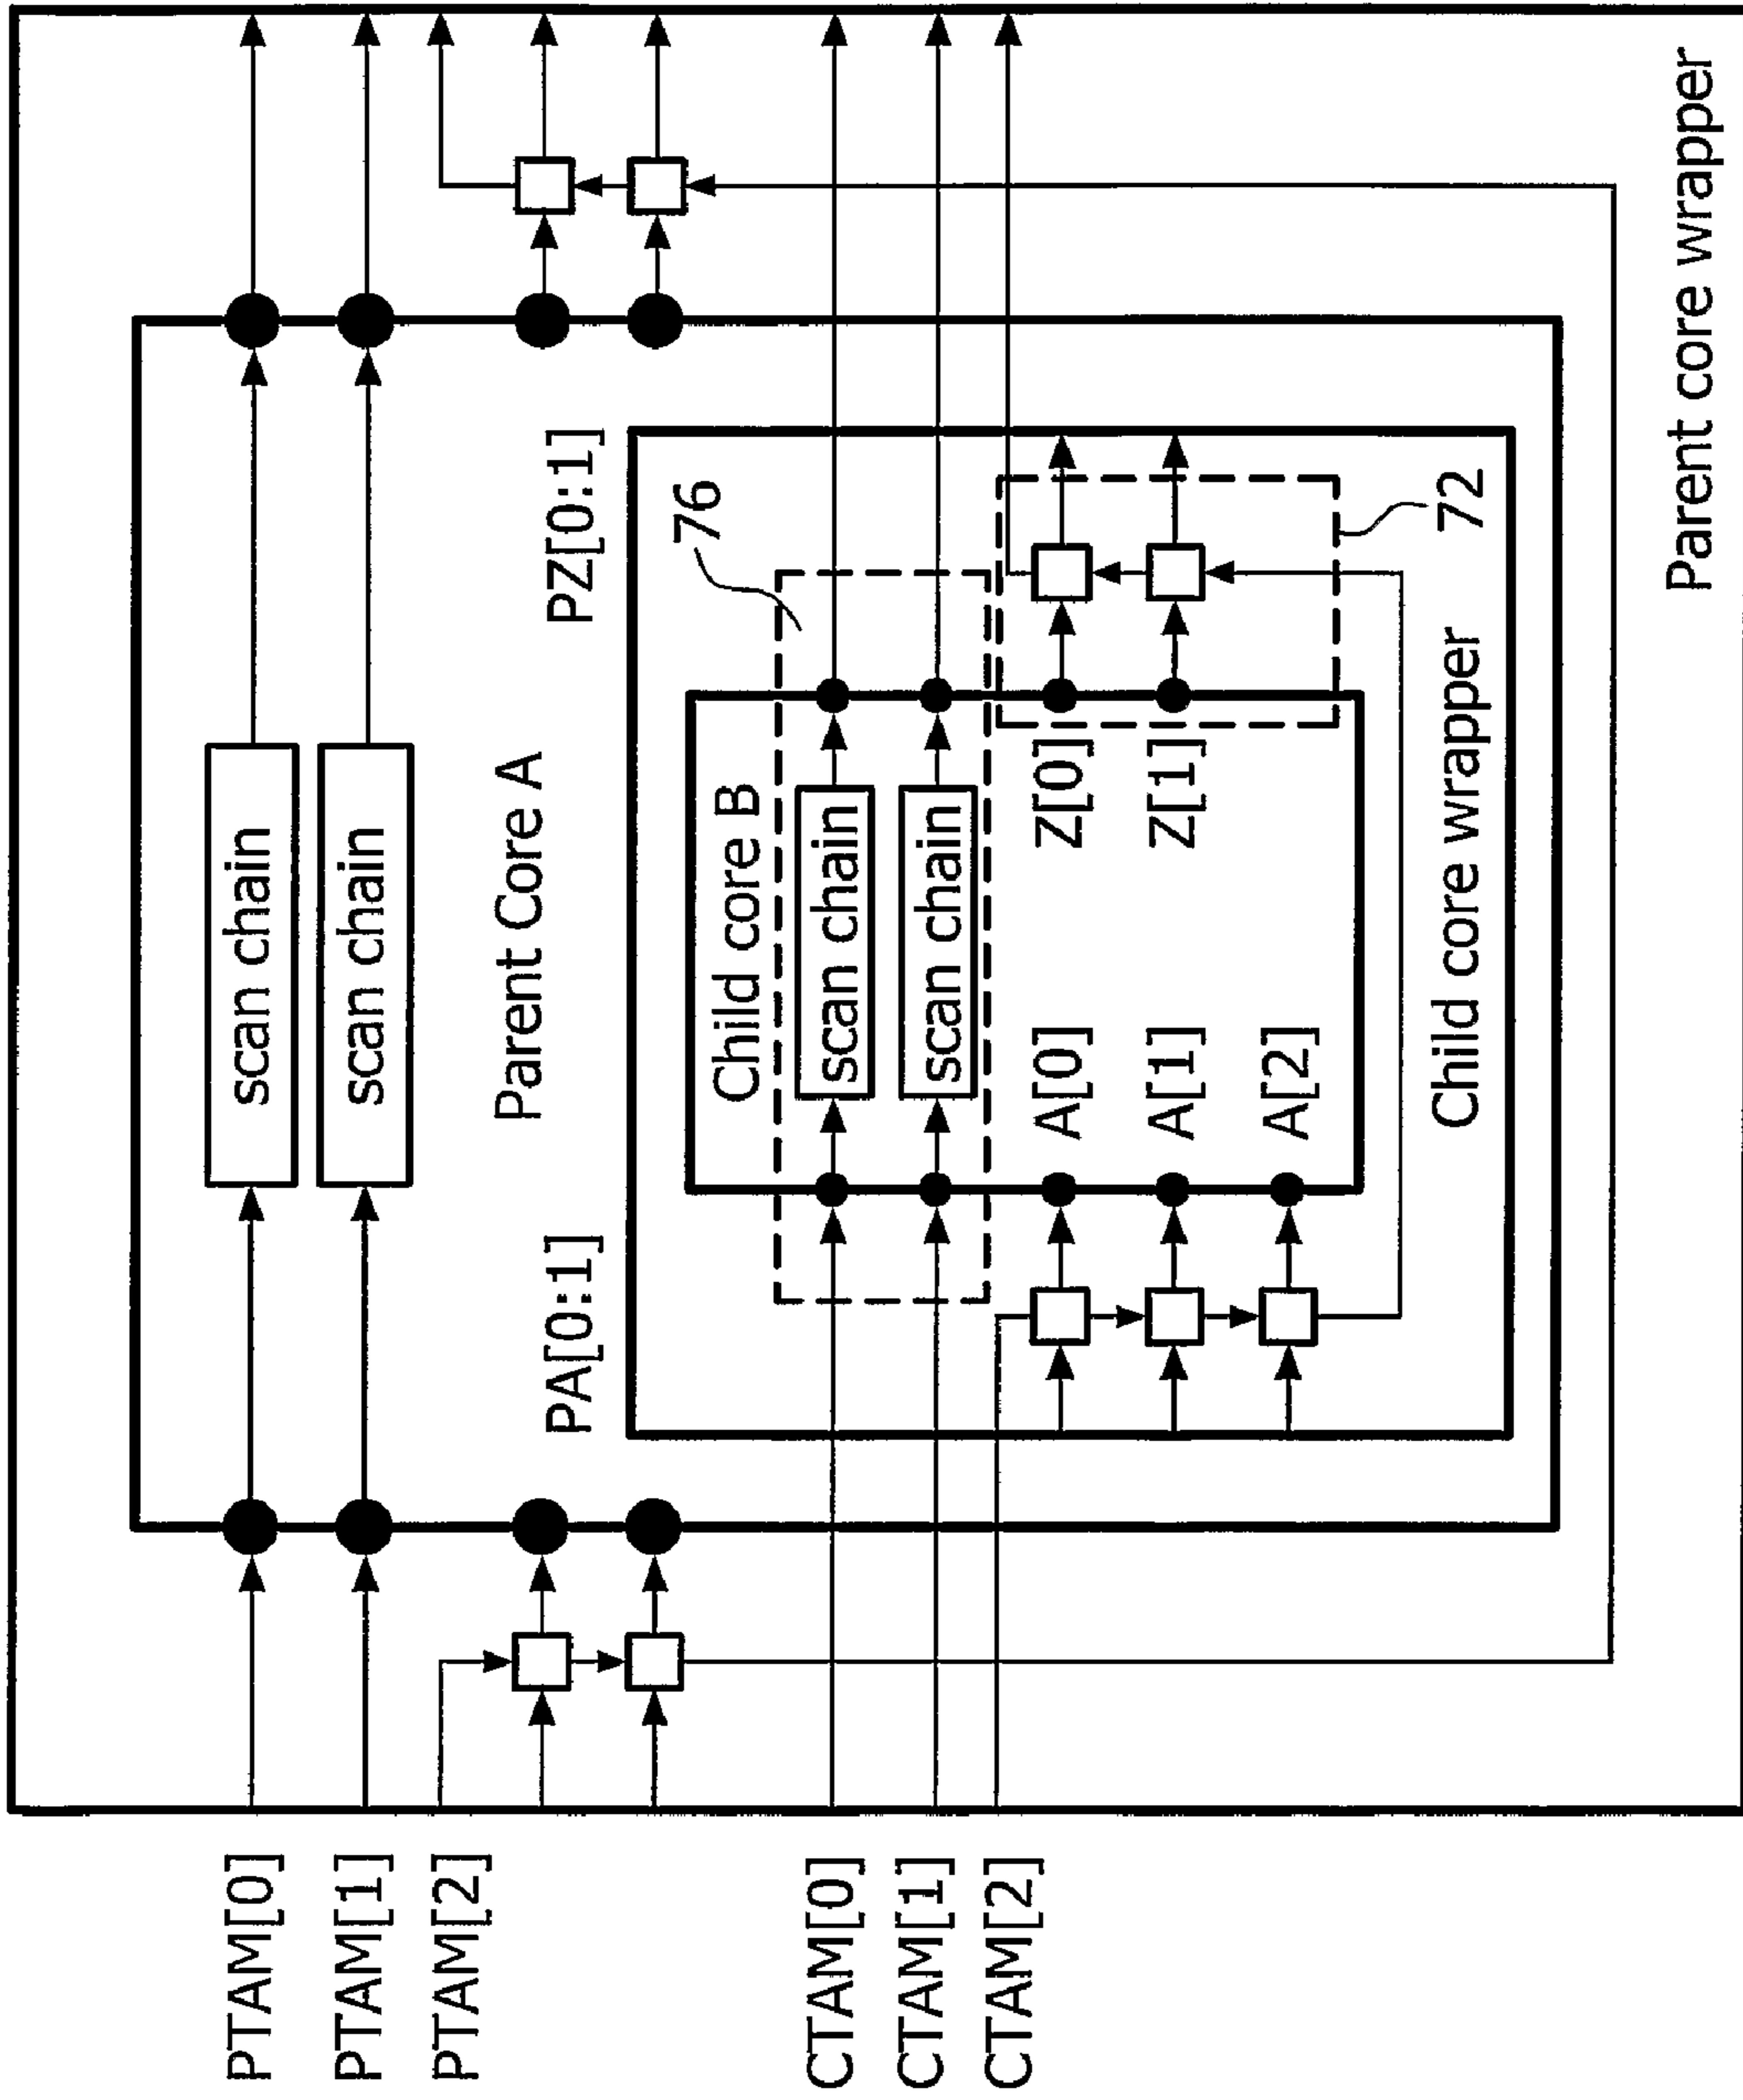 PTAM[0]
PTAM[1]
PTAM[2]
CTAM[0]
CTAM[1]
CTAM[2]
scan chain
scan chain
Parent Core A
PA[0:1]
PZ[0:1]
76
Child core B
scan chain
scan chain
A[0]
Z[0]
A[1]
Z[1]
A[2]
72
Child core wrapper
Parent core wrapper